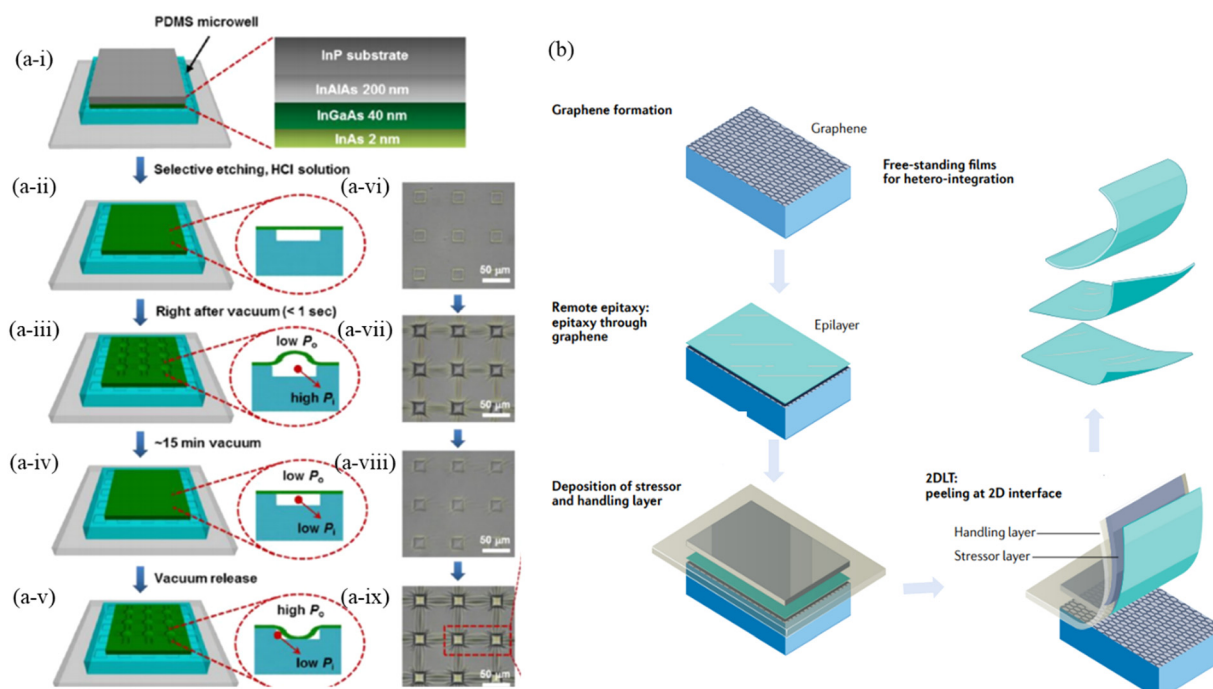 PDMS microwell
(a-i)
InP substrate
InAlAs 200 nm
InGaAs 40 nm
InAs 2 nm
Selective etching, HCl solution
(a-ii)
(a-vi)
50 μm
Right after vacuum (< 1 sec)
(a-iii)
low Po
high Pi
(a-vii)
50 μm
~15 min vacuum
(a-iv)
low Po
low Pi
(a-viii)
50 μm
Vacuum release
(a-v)
high Po
low Pi
(a-ix)
50 μm
(b)
Graphene formation
Graphene
Free-standing films
for hetero-integration
Remote epitaxy:
epitaxy through
graphene
Epilayer
Deposition of stressor
and handling layer
2DLT:
peeling at 2D interface
Handling layer
Stressor layer